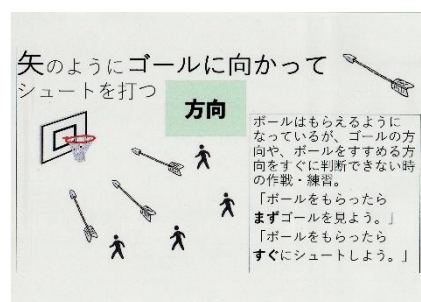 矢のようにゴールに向かって
シュートを打つ
方向
ボールはもらえるように
なっているが、ゴールの方
向や、ボールをすすめる方
向をすぐに判断できない時
の作戦・練習。
「ボールをもらったら
まずゴールを見よう。」
「ボールをもらったら
すぐにシュートしよう。」